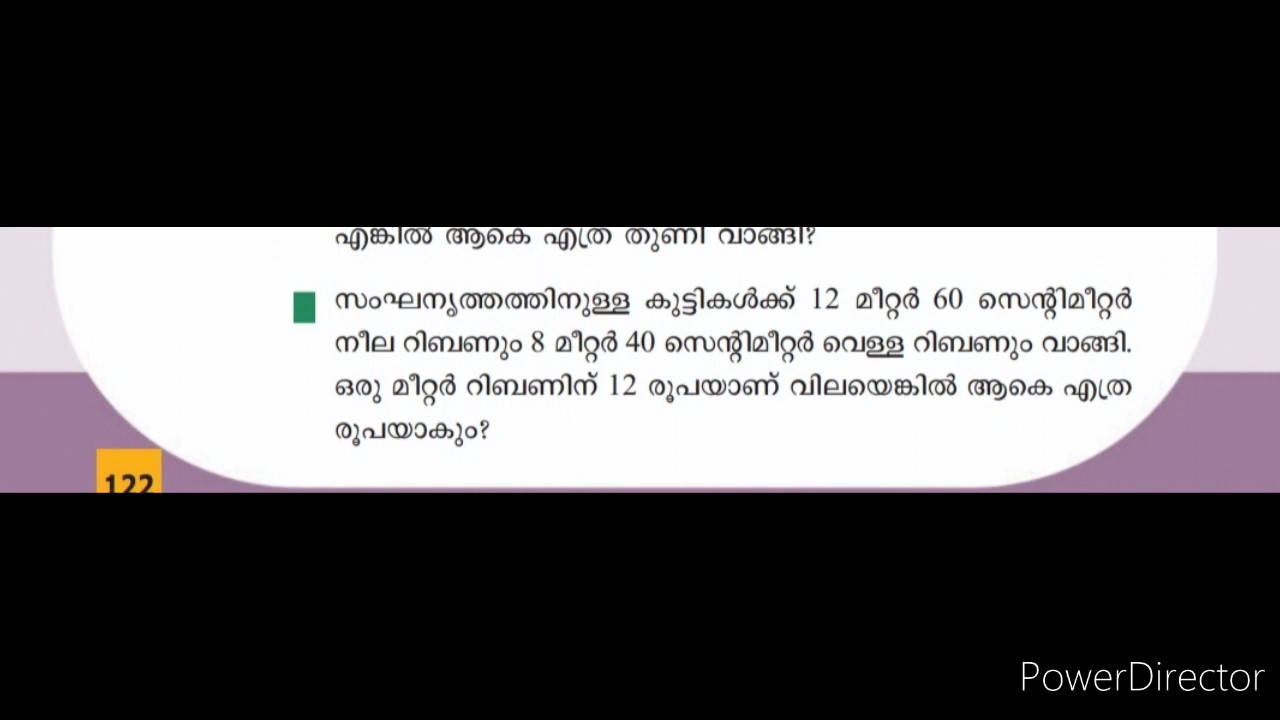 എങ്കിൽ ആകെ എത്ര തുണി വാങ്ങി?
സംഘനൃത്തത്തിനുള്ള കുട്ടികൾക്ക് 12 മീറ്റർ 60 സെന്റിമീറ്റർ
നീല റിബണും 8 മീറ്റർ 40 സെന്റിമീറ്റർ വെള്ള റിബണും വാങ്ങി.
ഒരു മീറ്റർ റിബണിന് 12 രൂപയാണ് വിലയെങ്കിൽ ആകെ എത്ര
രൂപയാകും?
122
PowerDirector